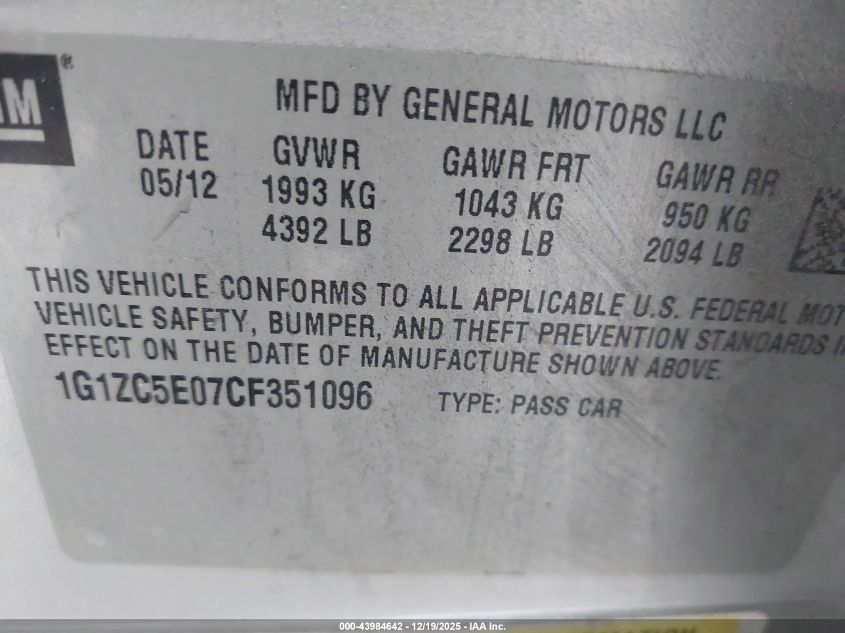 GM®
MFD BY GENERAL MOTORS LLC
DATE GVWR GAWR FRT GAWR RR
05/12 1993 KG 1043 KG 950 KG
4392 LB 2298 LB 2094 LB
THIS VEHICLE CONFORMS TO ALL APPLICABLE U.S. FEDERAL MOT
VEHICLE SAFETY, BUMPER, AND THEFT PREVENTION STANDARDS I
EFFECT ON THE DATE OF MANUFACTURE SHOWN ABOVE.
1G1ZC5E07CF351096 TYPE: PASS CAR
000-43984642 - 12/19/2025 - IAA Inc.